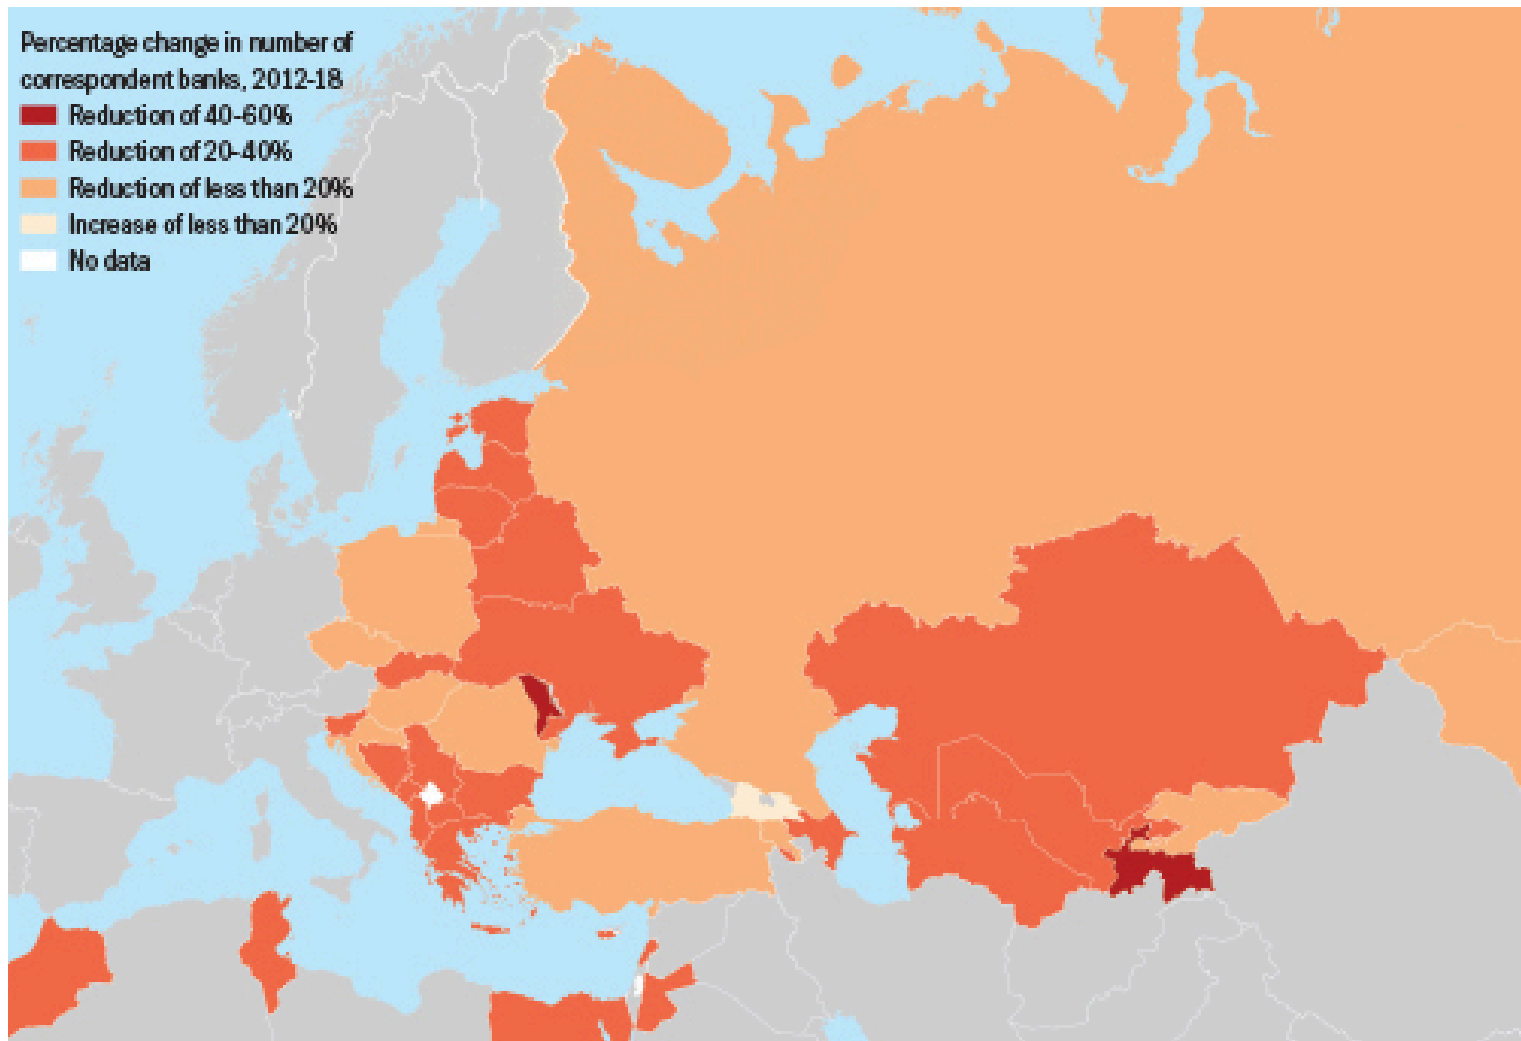 Percentage change in number of
correspondent banks, 2012-18
Reduction of 40-60%
Reduction of 20-40%
Reduction of less than 20%
Increase of less than 20%
No data